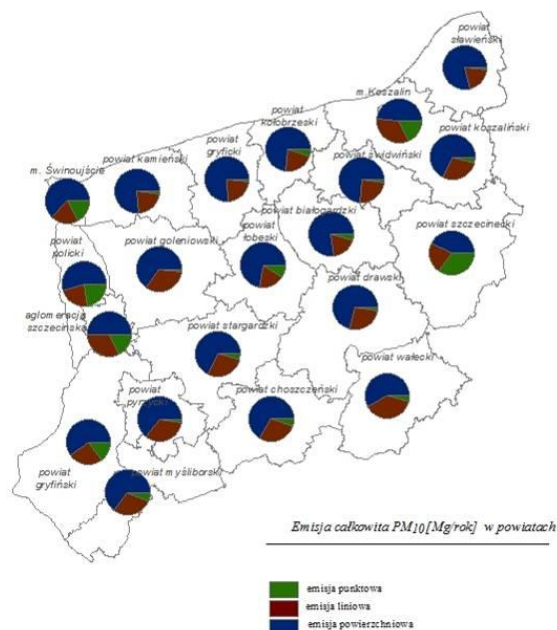 powiat
sławieński
m.Koszalin
powiat
kołobrzeski
powiat koszaliński
powiat
gryficki
powiat kamieński
m. Świnoujście
powiat świdwiński
powiat białogardzki
powiat szczecinecki
powiat
policki
powiat goleniowski
powiat
łobeski
powiat drawski
aglomeracja
szczecińska
powiat stargardzki
powiat wałecki
powiat
pyrzycki
powiat choszczeński
powiat
gryfiński
powiat myśliborski
Emisja całkowita PM10[Mg/rok] w powiatach
emisja punktowa
emisja liniowa
emisja powierzchniowa